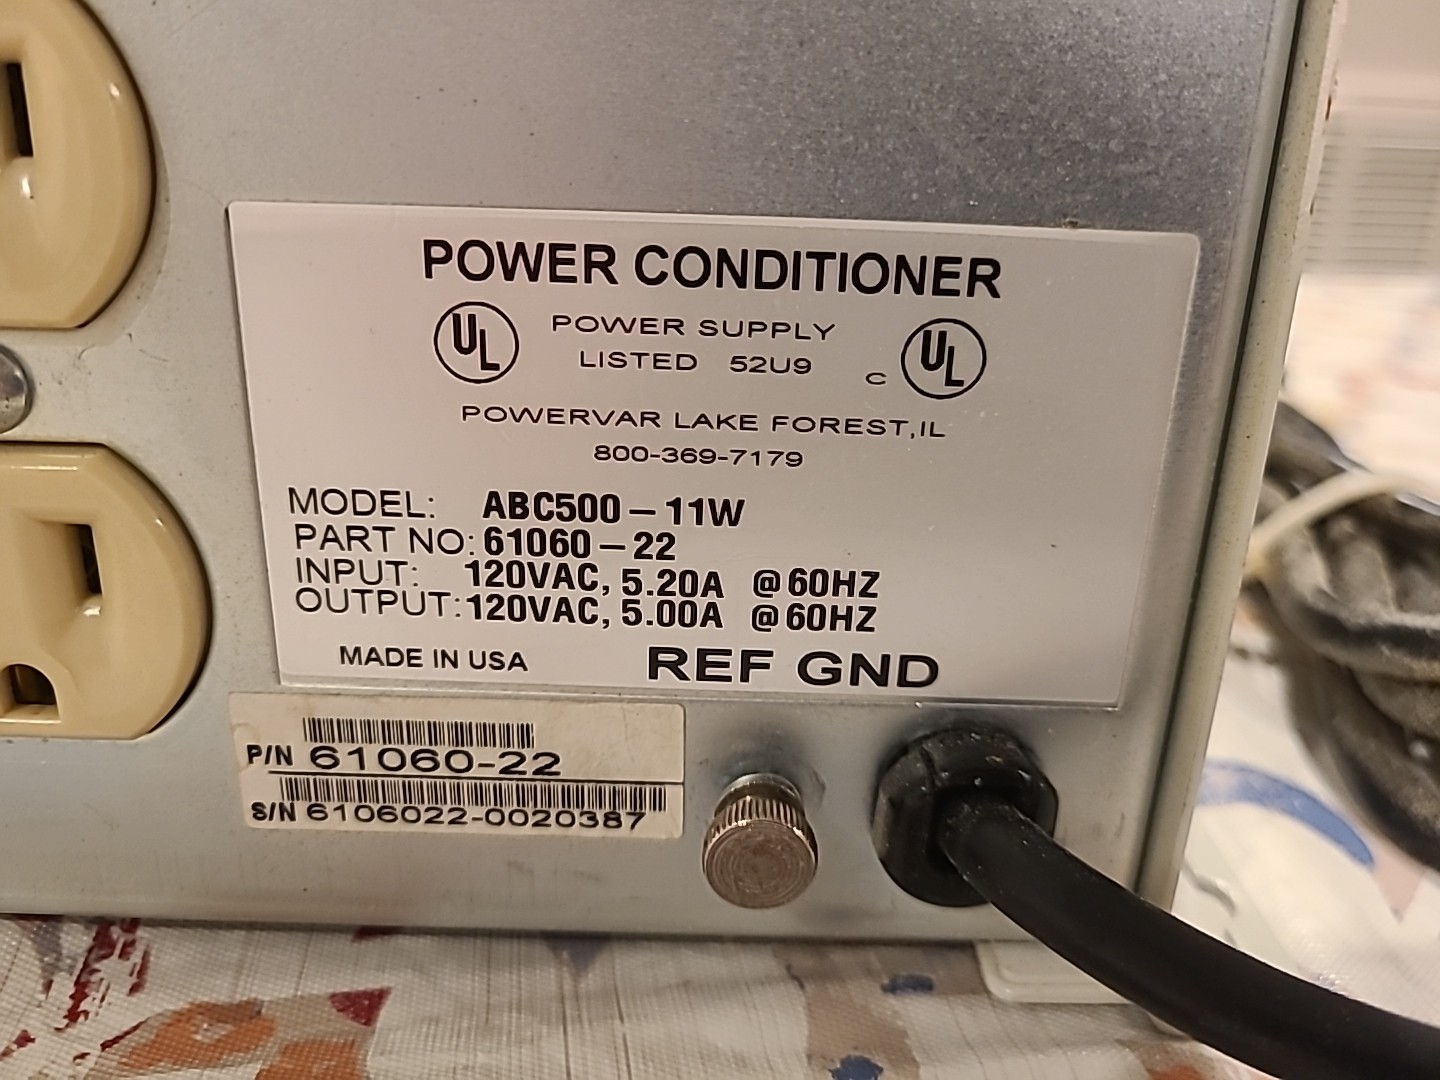 POWER CONDITIONER
UL POWER SUPPLY C UL
LISTED 52U9
POWERVAR LAKE FOREST, IL
800-369-7179
MODEL: ABC500-11W
PART NO: 61060-22
INPUT: 120VAC, 5.20A @60HZ
OUTPUT: 120VAC, 5.00A @60HZ
MADE IN USA REF GND
P/N 61060-22
S/N 6106022-0020387